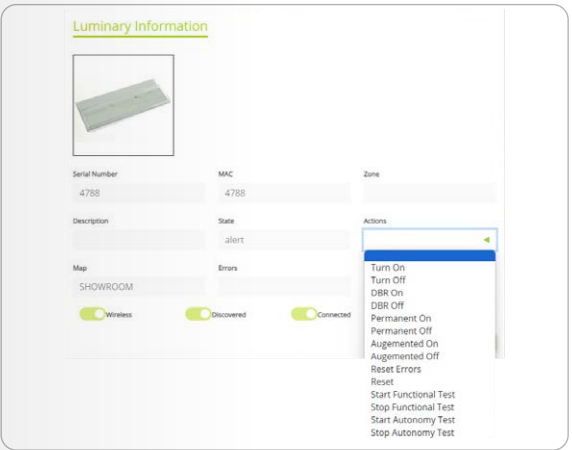 Luminary Information
Serial Number MAC Zone
4788 4788
Description State Actions
alert
Map Errors
SHOWROOM
Wireless Discovered Connected
Turn On
Turn Off
DBR On
DBR Off
Permanent On
Permanent Off
Augemented On
Augemented Off
Reset Errors
Reset
Start Functional Test
Stop Functional Test
Start Autonomy Test
Stop Autonomy Test